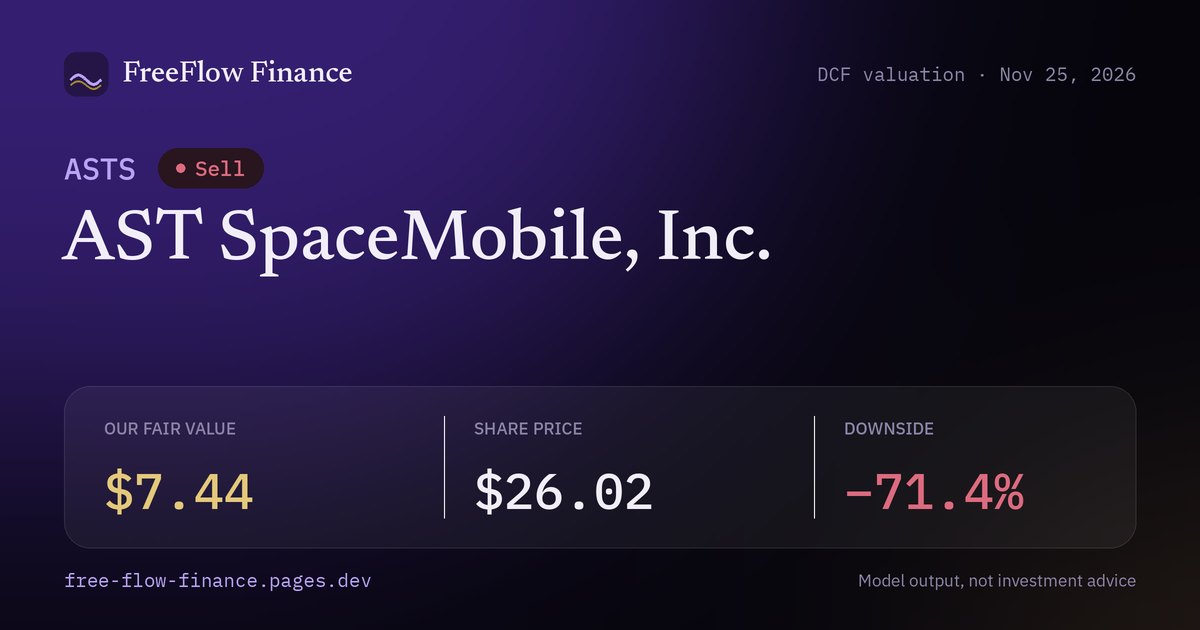 FreeFlow Finance
DCF valuation · Nov 25, 2026
ASTS
Sell
AST SpaceMobile, Inc.
OUR FAIR VALUE
$7.44
SHARE PRICE
$26.02
DOWNSIDE
−71.4%
free-flow-finance.pages.dev
Model output, not investment advice